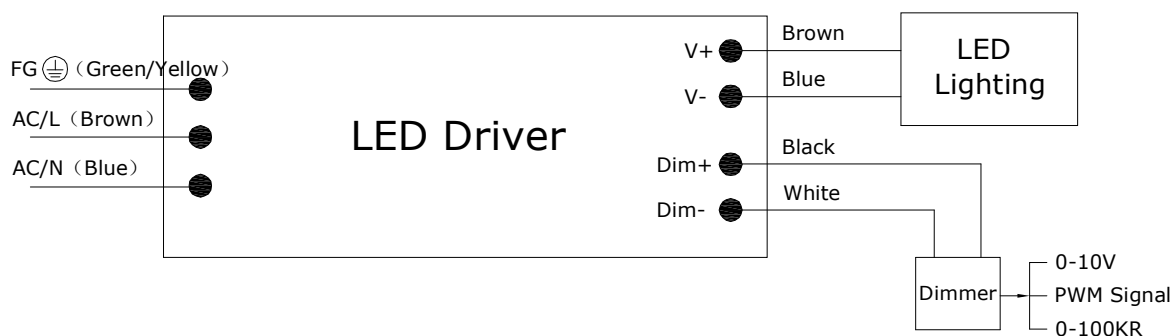 FG（Green/Yellow）
AC/L（Brown）
AC/N（Blue）
LED Driver
V+
V-
Dim+
Dim-
Brown
Blue
Black
White
LED
Lighting
Dimmer
0-10V
PWM Signal
0-100KR